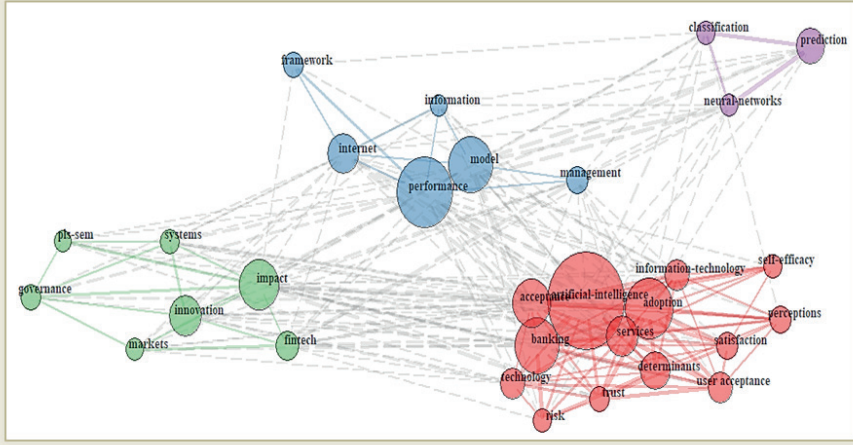 classification
prediction
framework
information
neural-networks
internet
model
management
performance
pls-sem
systems
governance
impact
innovation
markets
fintech
information-technology
self-efficacy
acceptance
artificial-intelligence
adoption
perceptions
banking
services
satisfaction
technology
determinants
user acceptance
trust
risk